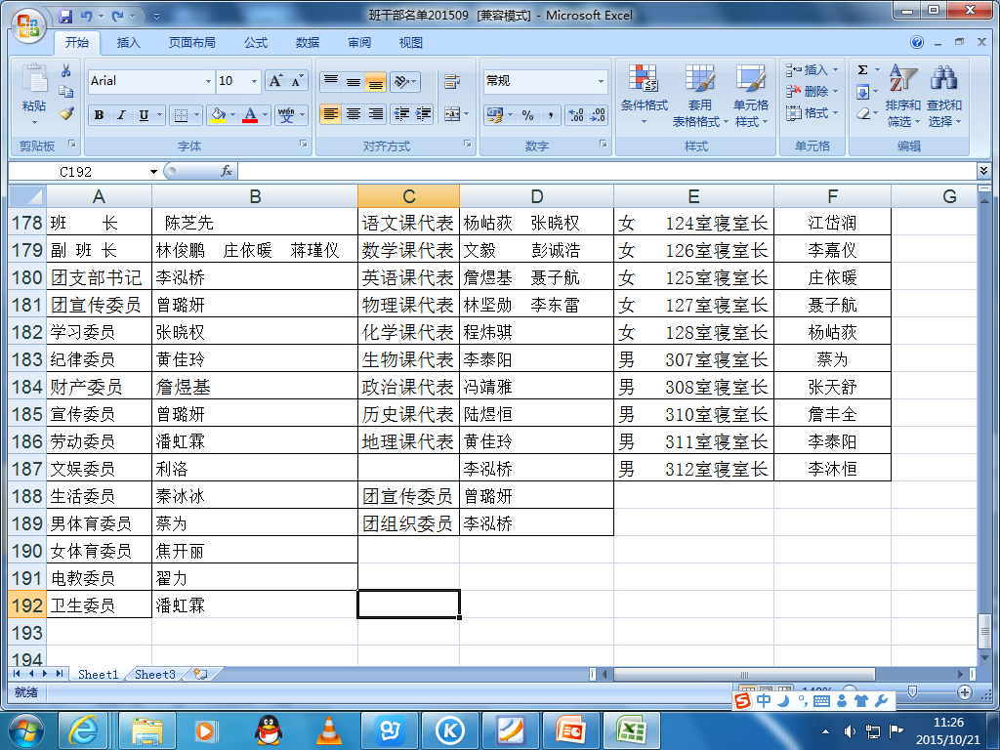 班干部名单201509 [兼容模式] - Microsoft Excel
开始 插入 页面布局 公式 数据 审阅 视图
粘贴
Arial 10
B I U wén 文
常规
% ,
条件格式 套用 表格格式 单元格 样式
插入 删除 格式
Σ 排序和 筛选 查找和 选择
剪贴板 字体 对齐方式 数字 样式 单元格 编辑
C192 fx
A B C D E F G
178 班 长 陈芝先 语文课代表 杨岵荻 张晓权 女 124室寝室长 江岱润
179 副 班 长 林俊鹏 庄依暖 蒋瑾仪 数学课代表 文毅 彭诚浩 女 126室寝室长 李嘉仪
180 团支部书记 李泓桥 英语课代表 詹煜基 聂子航 女 125室寝室长 庄依暖
181 团宣传委员 曾璐妍 物理课代表 林坚勋 李东雷 女 127室寝室长 聂子航
182 学习委员 张晓权 化学课代表 程炜骐 女 128室寝室长 杨岵荻
183 纪律委员 黄佳玲 生物课代表 李泰阳 男 307室寝室长 蔡为
184 财产委员 詹煜基 政治课代表 冯靖雅 男 308室寝室长 张天舒
185 宣传委员 曾璐妍 历史课代表 陆煜恒 男 310室寝室长 詹丰全
186 劳动委员 潘虹霖 地理课代表 黄佳玲 男 311室寝室长 李泰阳
187 文娱委员 利洛 李泓桥 男 312室寝室长 李沐恒
188 生活委员 秦冰冰 团宣传委员 曾璐妍
189 男体育委员 蔡为 团组织委员 李泓桥
190 女体育委员 焦开丽
191 电教委员 翟力
192 卫生委员 潘虹霖
193
194
Sheet1 Sheet3
就绪
中
11:26
2015/10/21